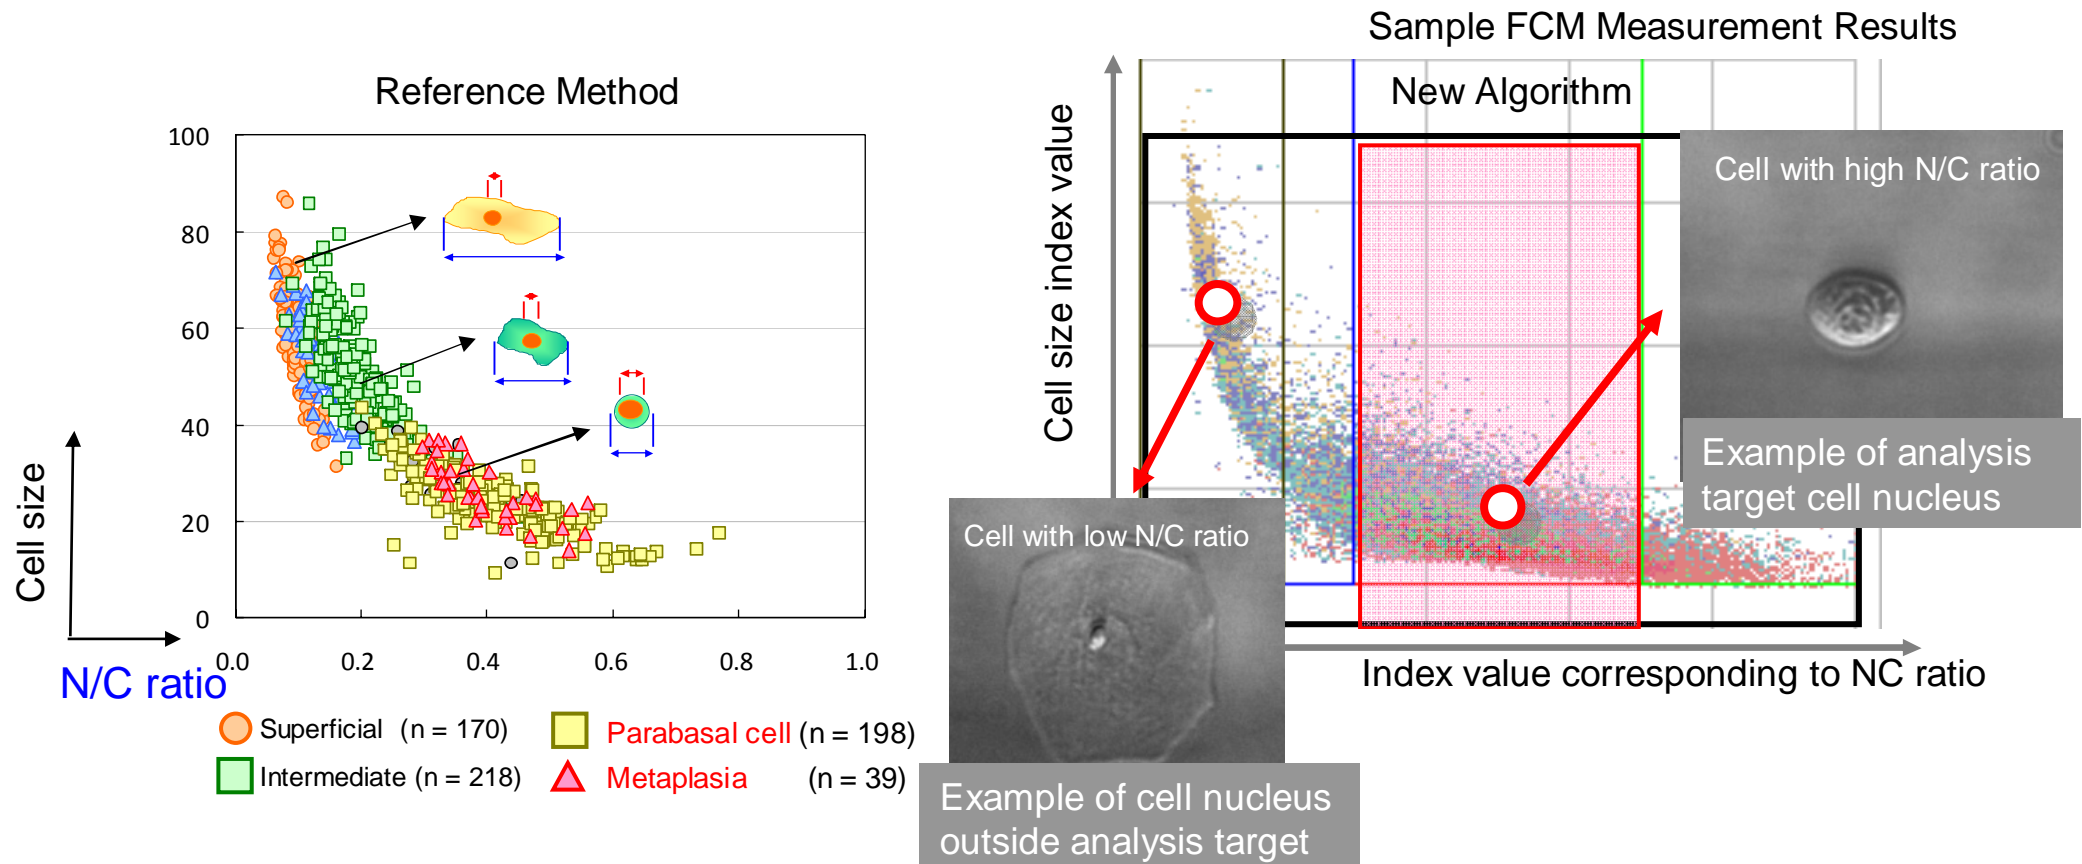 Sample FCM Measurement Results
Reference Method
New Algorithm
100
80
60
40
20
0
0.0
0.2
0.4
0.6
0.8
1.0
Cell size
N/C ratio
Superficial (n = 170)
Parabasal cell (n = 198)
Intermediate (n = 218)
Metaplasia (n = 39)
Cell size index value
Cell with high N/C ratio
Example of analysis
target cell nucleus
Cell with low N/C ratio
Index value corresponding to NC ratio
Example of cell nucleus
outside analysis target